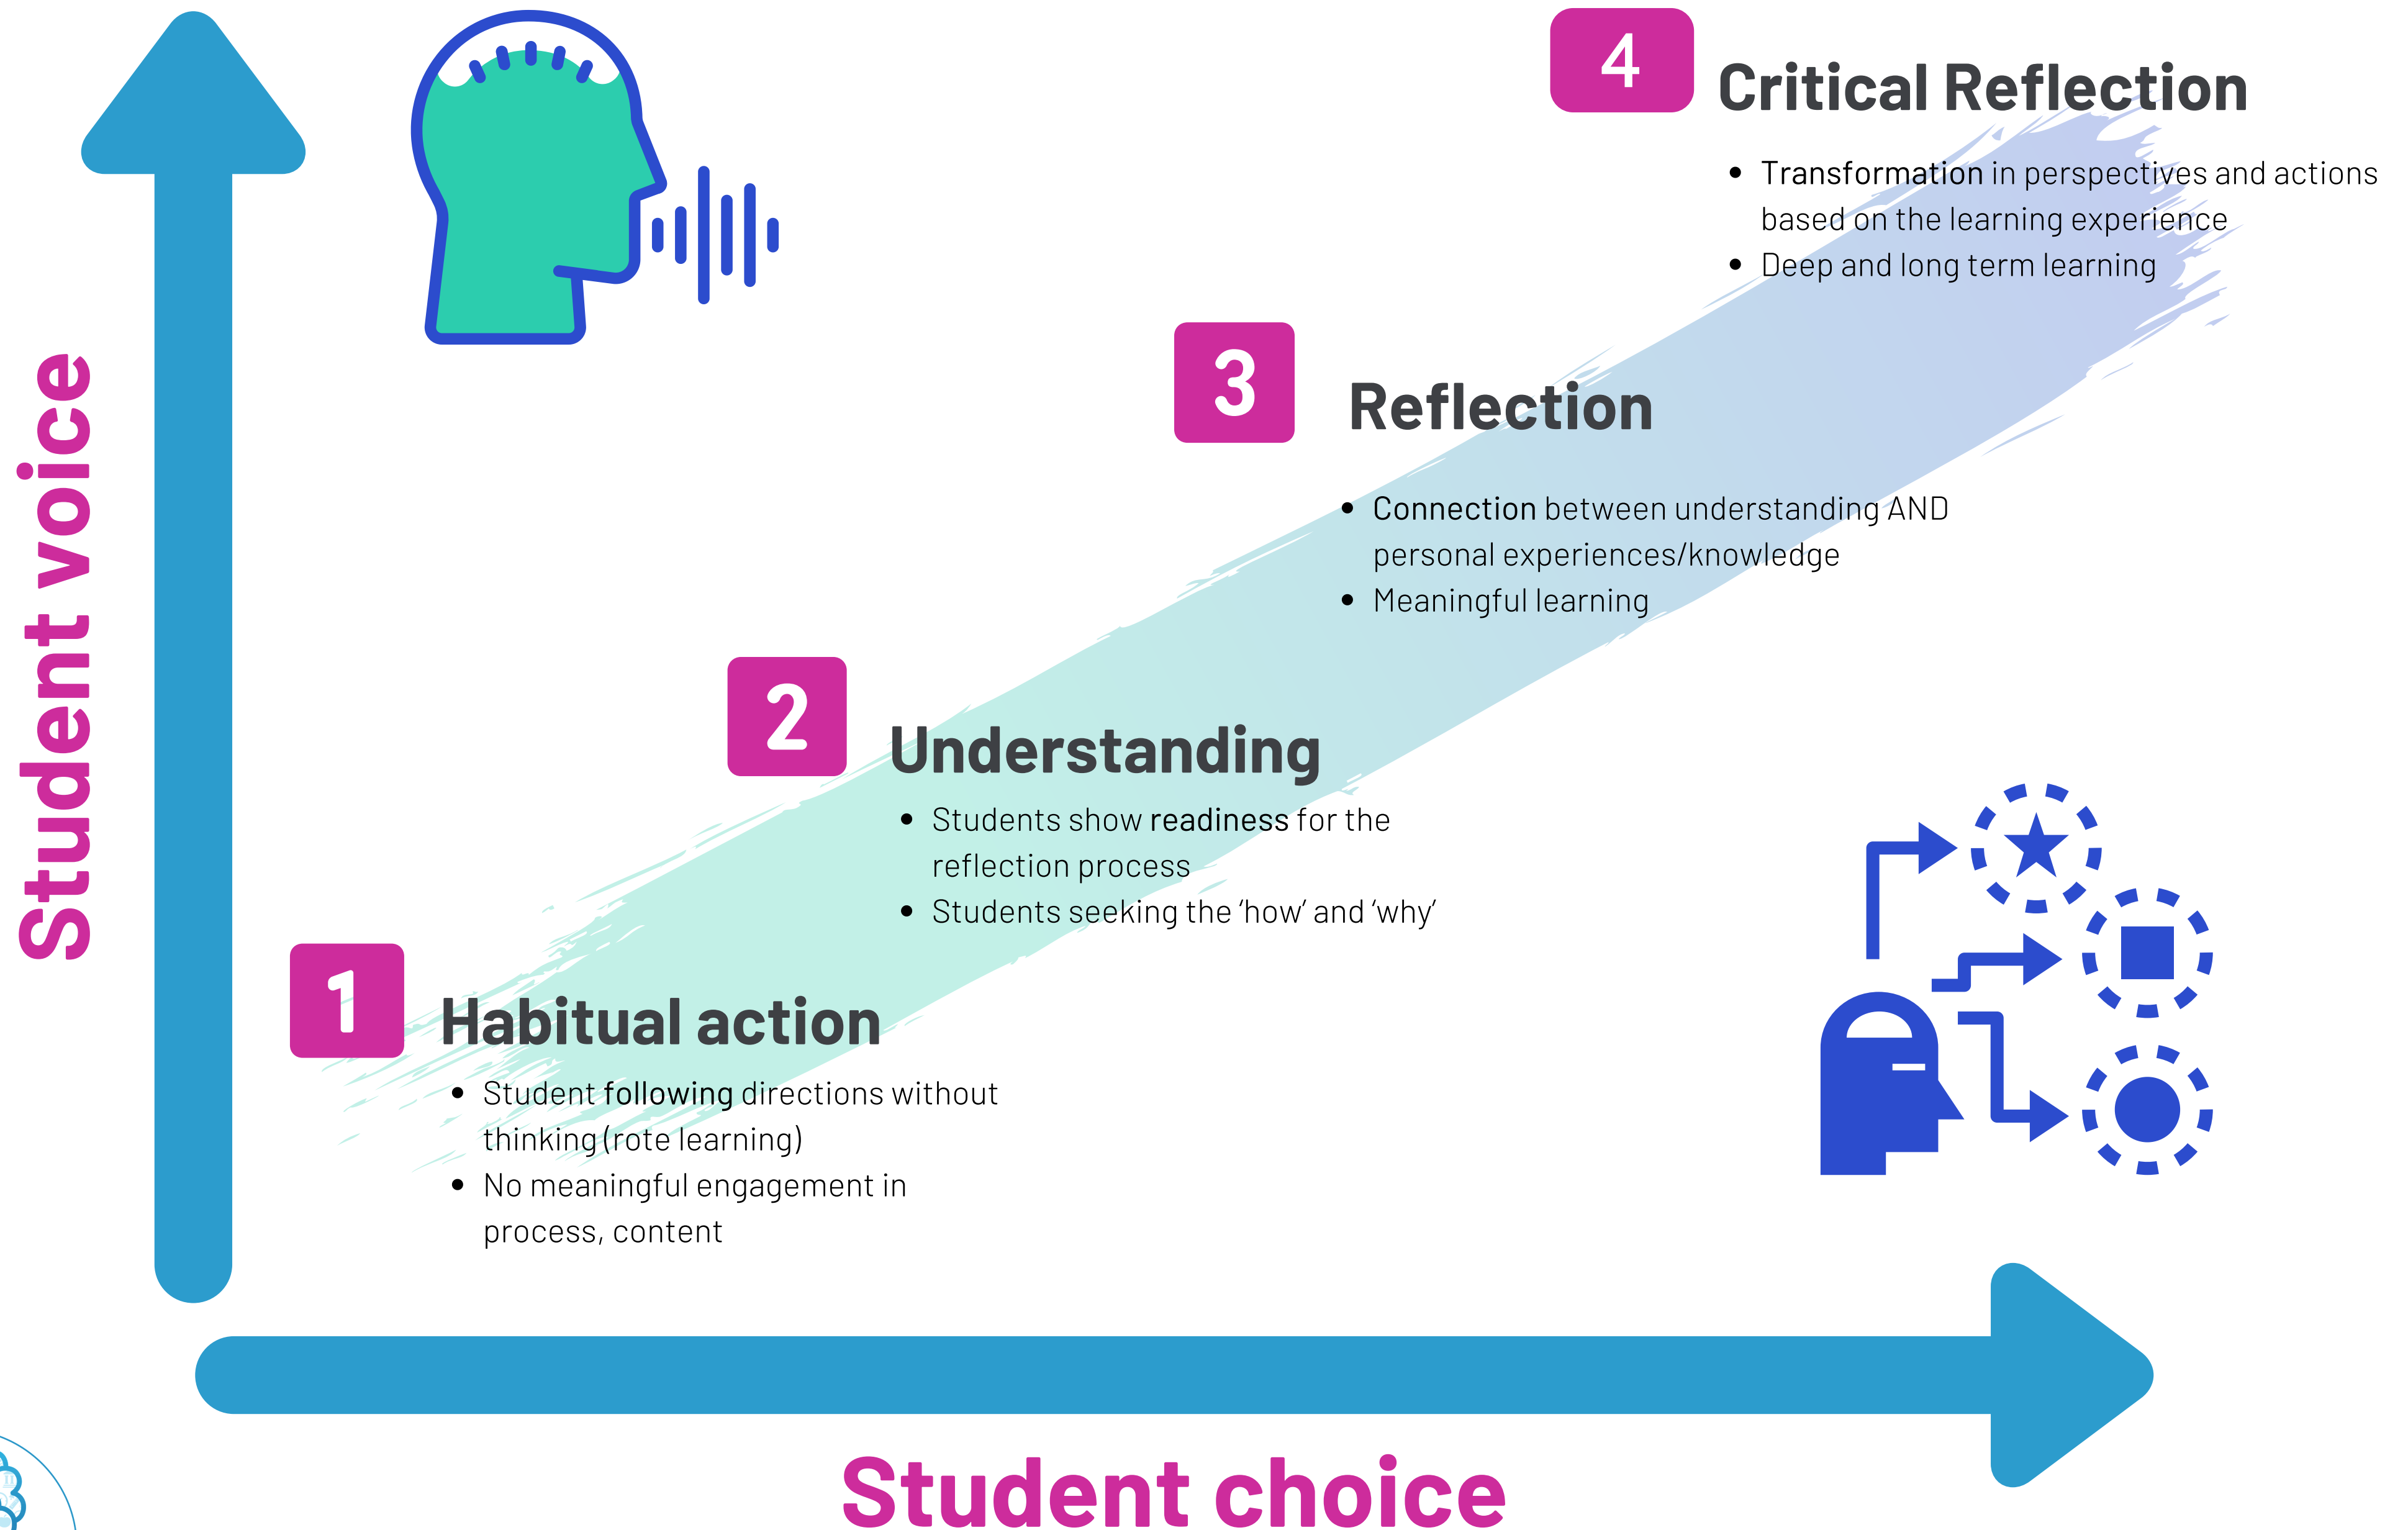 4
Critical Reflection
• Transformation in perspectives and actions
based on the learning experience
• Deep and long term learning
3
Reflection
• Connection between understanding AND
personal experiences/knowledge
• Meaningful learning
2
Understanding
• Students show readiness for the
reflection process
• Students seeking the ‘how’ and ‘why’
1
Habitual action
• Student following directions without
thinking (rote learning)
• No meaningful engagement in
process, content
Student voice
Student choice